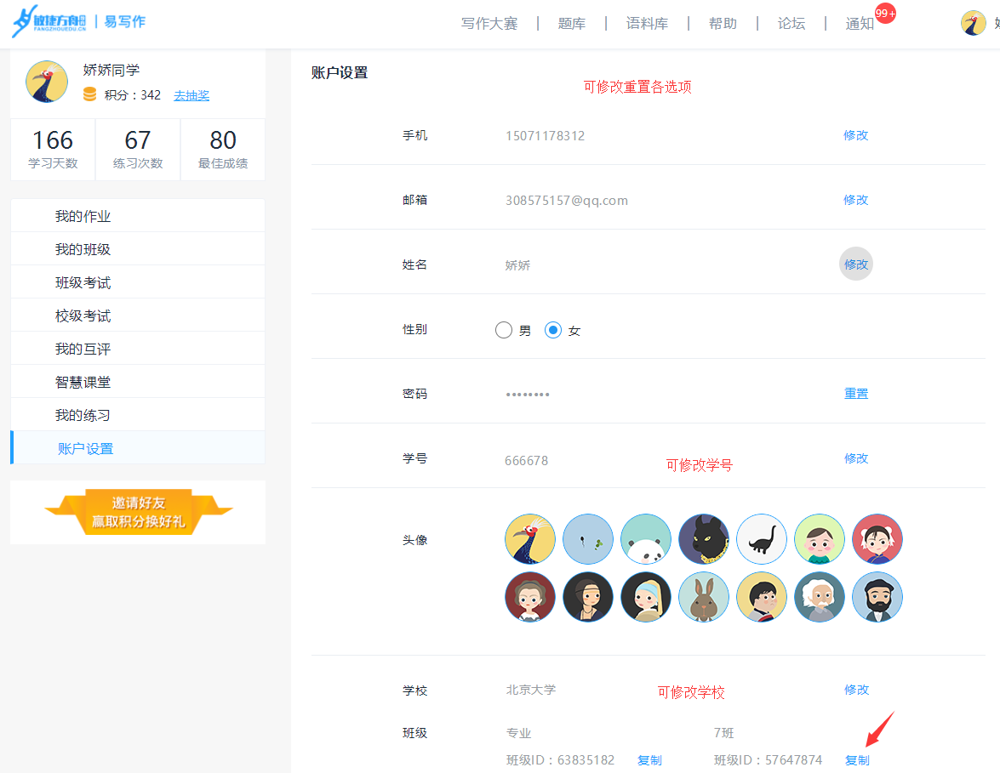 敏捷方舟 易写作
FANGZHOUEDU.CN
写作大赛 题库 语料库 帮助 论坛 通知 99+
娇娇同学
积分：342 去抽奖
166 67 80
学习天数 练习次数 最佳成绩
我的作业
我的班级
班级考试
校级考试
我的互评
智慧课堂
我的练习
账户设置
邀请好友
赢取积分换好礼
账户设置
可修改重置各选项
手机 15071178312 修改
邮箱 308575157@qq.com 修改
姓名 娇娇 修改
性别 男 女
密码 •••••••• 重置
学号 666678 可修改学号 修改
头像
学校 北京大学 可修改学校 修改
班级 专业 7班
班级ID：63835182 复制 班级ID：57647874 复制